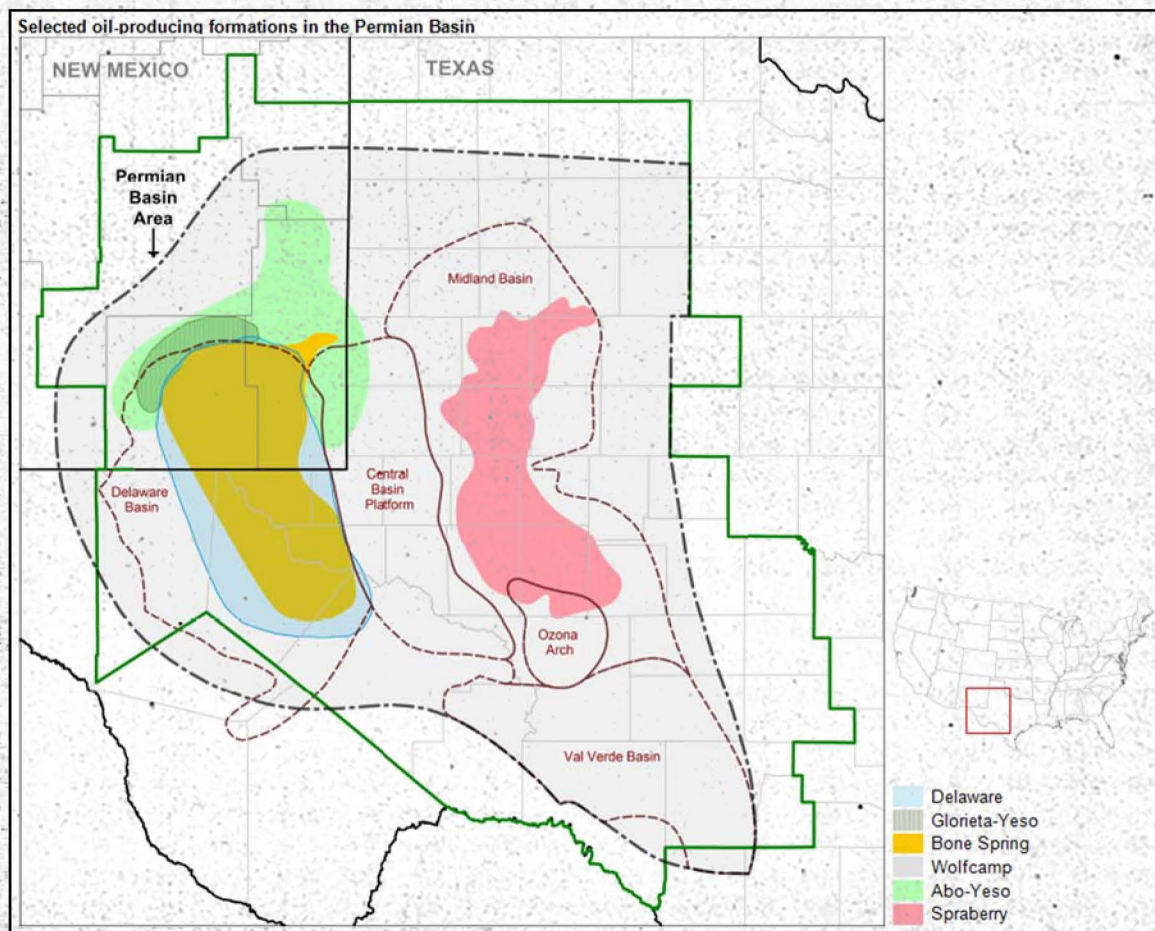 Selected oil-producing formations in the Permian Basin
NEW MEXICO
TEXAS
Permian
Basin
Area
Midland Basin
Delaware
Basin
Central
Basin
Platform
Ozona
Arch
Val Verde Basin
Delaware
Glorieta-Yeso
Bone Spring
Wolfcamp
Abo-Yeso
Spraberry